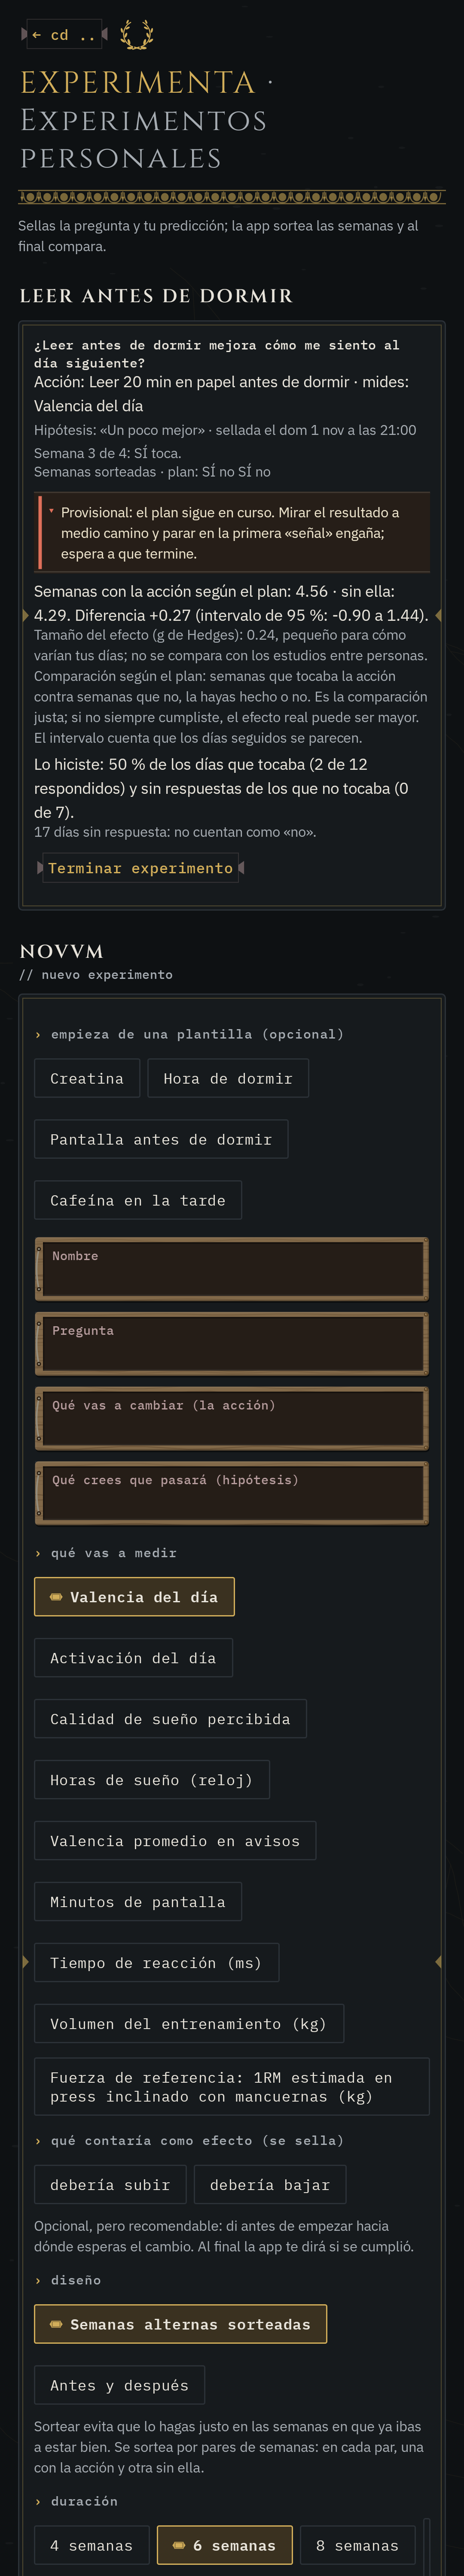 ← cd ..
EXPERIMENTA ·
EXPERIMENTOS
PERSONALES
Sellas la pregunta y tu predicción; la app sortea las semanas y al
final compara.
LEER ANTES DE DORMIR
¿Leer antes de dormir mejora cómo me siento al
día siguiente?
Acción: Leer 20 min en papel antes de dormir · mides:
Valencia del día
Hipótesis: «Un poco mejor» · sellada el dom 1 nov a las 21:00
Semana 3 de 4: SÍ toca.
Semanas sorteadas · plan: SÍ no SÍ no
Provisional: el plan sigue en curso. Mirar el resultado a
medio camino y parar en la primera «señal» engaña;
espera a que termine.
Semanas con la acción según el plan: 4.56 · sin ella:
4.29. Diferencia +0.27 (intervalo de 95 %: -0.90 a 1.44).
Tamaño del efecto (g de Hedges): 0.24, pequeño para cómo
varían tus días; no se compara con los estudios entre personas.
Comparación según el plan: semanas que tocaba la acción
contra semanas que no, la hayas hecho o no. Es la comparación
justa; si no siempre cumpliste, el efecto real puede ser mayor.
El intervalo cuenta que los días seguidos se parecen.
Lo hiciste: 50 % de los días que tocaba (2 de 12
respondidos) y sin respuestas de los que no tocaba (0
de 7).
17 días sin respuesta: no cuentan como «no».
Terminar experimento
NOVVM
// nuevo experimento
› empieza de una plantilla (opcional)
Creatina
Hora de dormir
Pantalla antes de dormir
Cafeína en la tarde
Nombre
Pregunta
Qué vas a cambiar (la acción)
Qué crees que pasará (hipótesis)
› qué vas a medir
Valencia del día
Activación del día
Calidad de sueño percibida
Horas de sueño (reloj)
Valencia promedio en avisos
Minutos de pantalla
Tiempo de reacción (ms)
Volumen del entrenamiento (kg)
Fuerza de referencia: 1RM estimada en
press inclinado con mancuernas (kg)
› qué contaría como efecto (se sella)
debería subir
debería bajar
Opcional, pero recomendable: di antes de empezar hacia
dónde esperas el cambio. Al final la app te dirá si se cumplió.
› diseño
Semanas alternas sorteadas
Antes y después
Sortear evita que lo hagas justo en las semanas en que ya ibas
a estar bien. Se sortea por pares de semanas: en cada par, una
con la acción y otra sin ella.
› duración
4 semanas
6 semanas
8 semanas